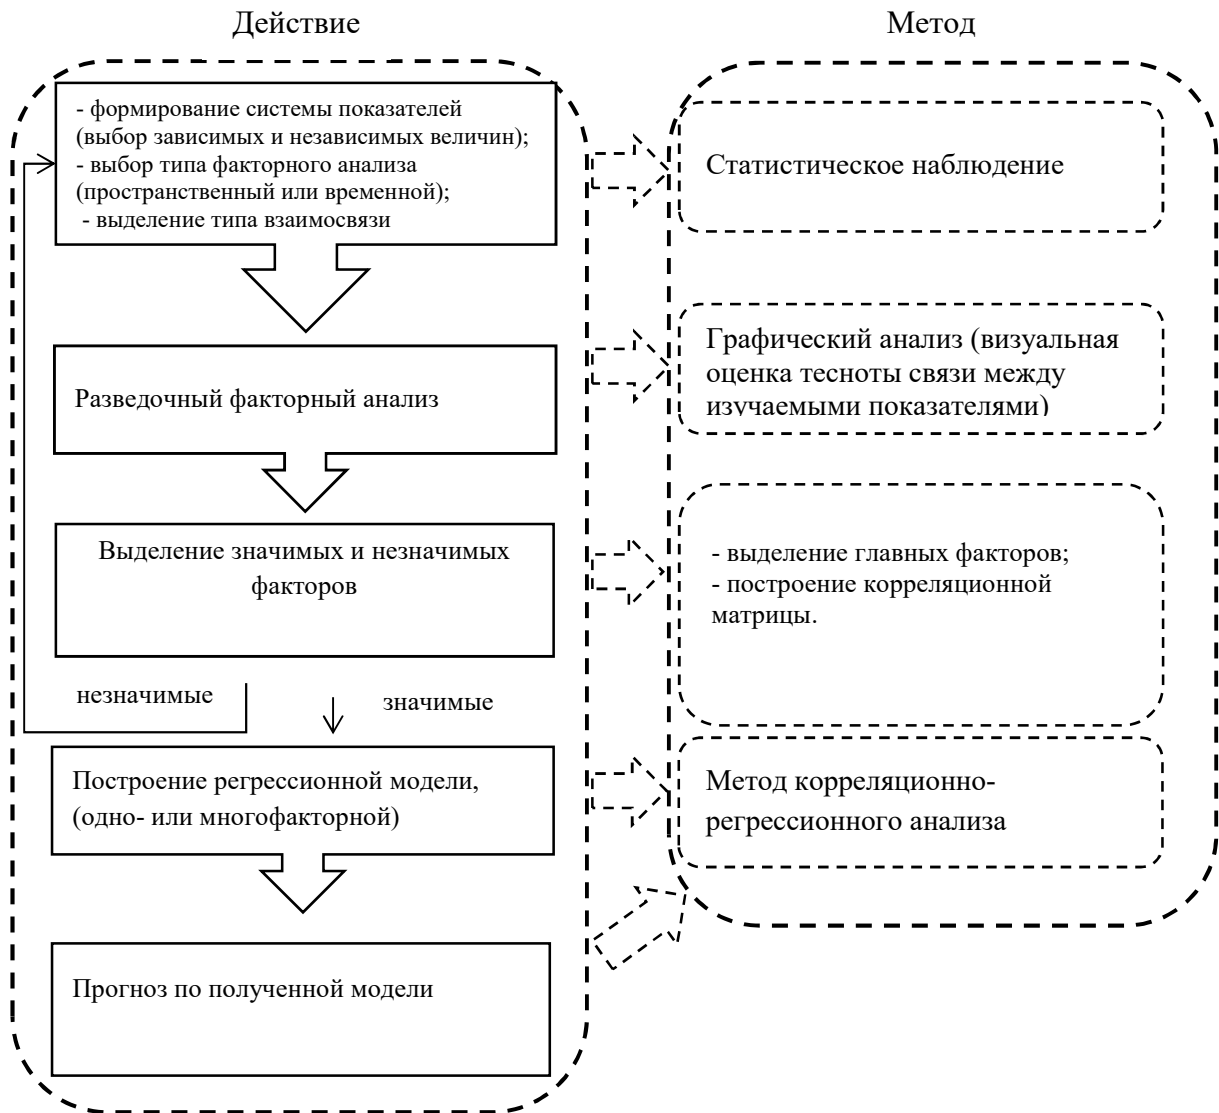 Действие
Метод
- формирование системы показателей
(выбор зависимых и независимых величин);
- выбор типа факторного анализа
(пространственный или временной);
- выделение типа взаимосвязи
Статистическое наблюдение
Разведочный факторный анализ
Графический анализ (визуальная
оценка тесноты связи между
изучаемыми показателями)
Выделение значимых и незначимых
факторов
- выделение главных факторов;
- построение корреляционной
матрицы.
незначимые
значимые
Построение регрессионной модели,
(одно- или многофакторной)
Метод корреляционно-
регрессионного анализа
Прогноз по полученной модели